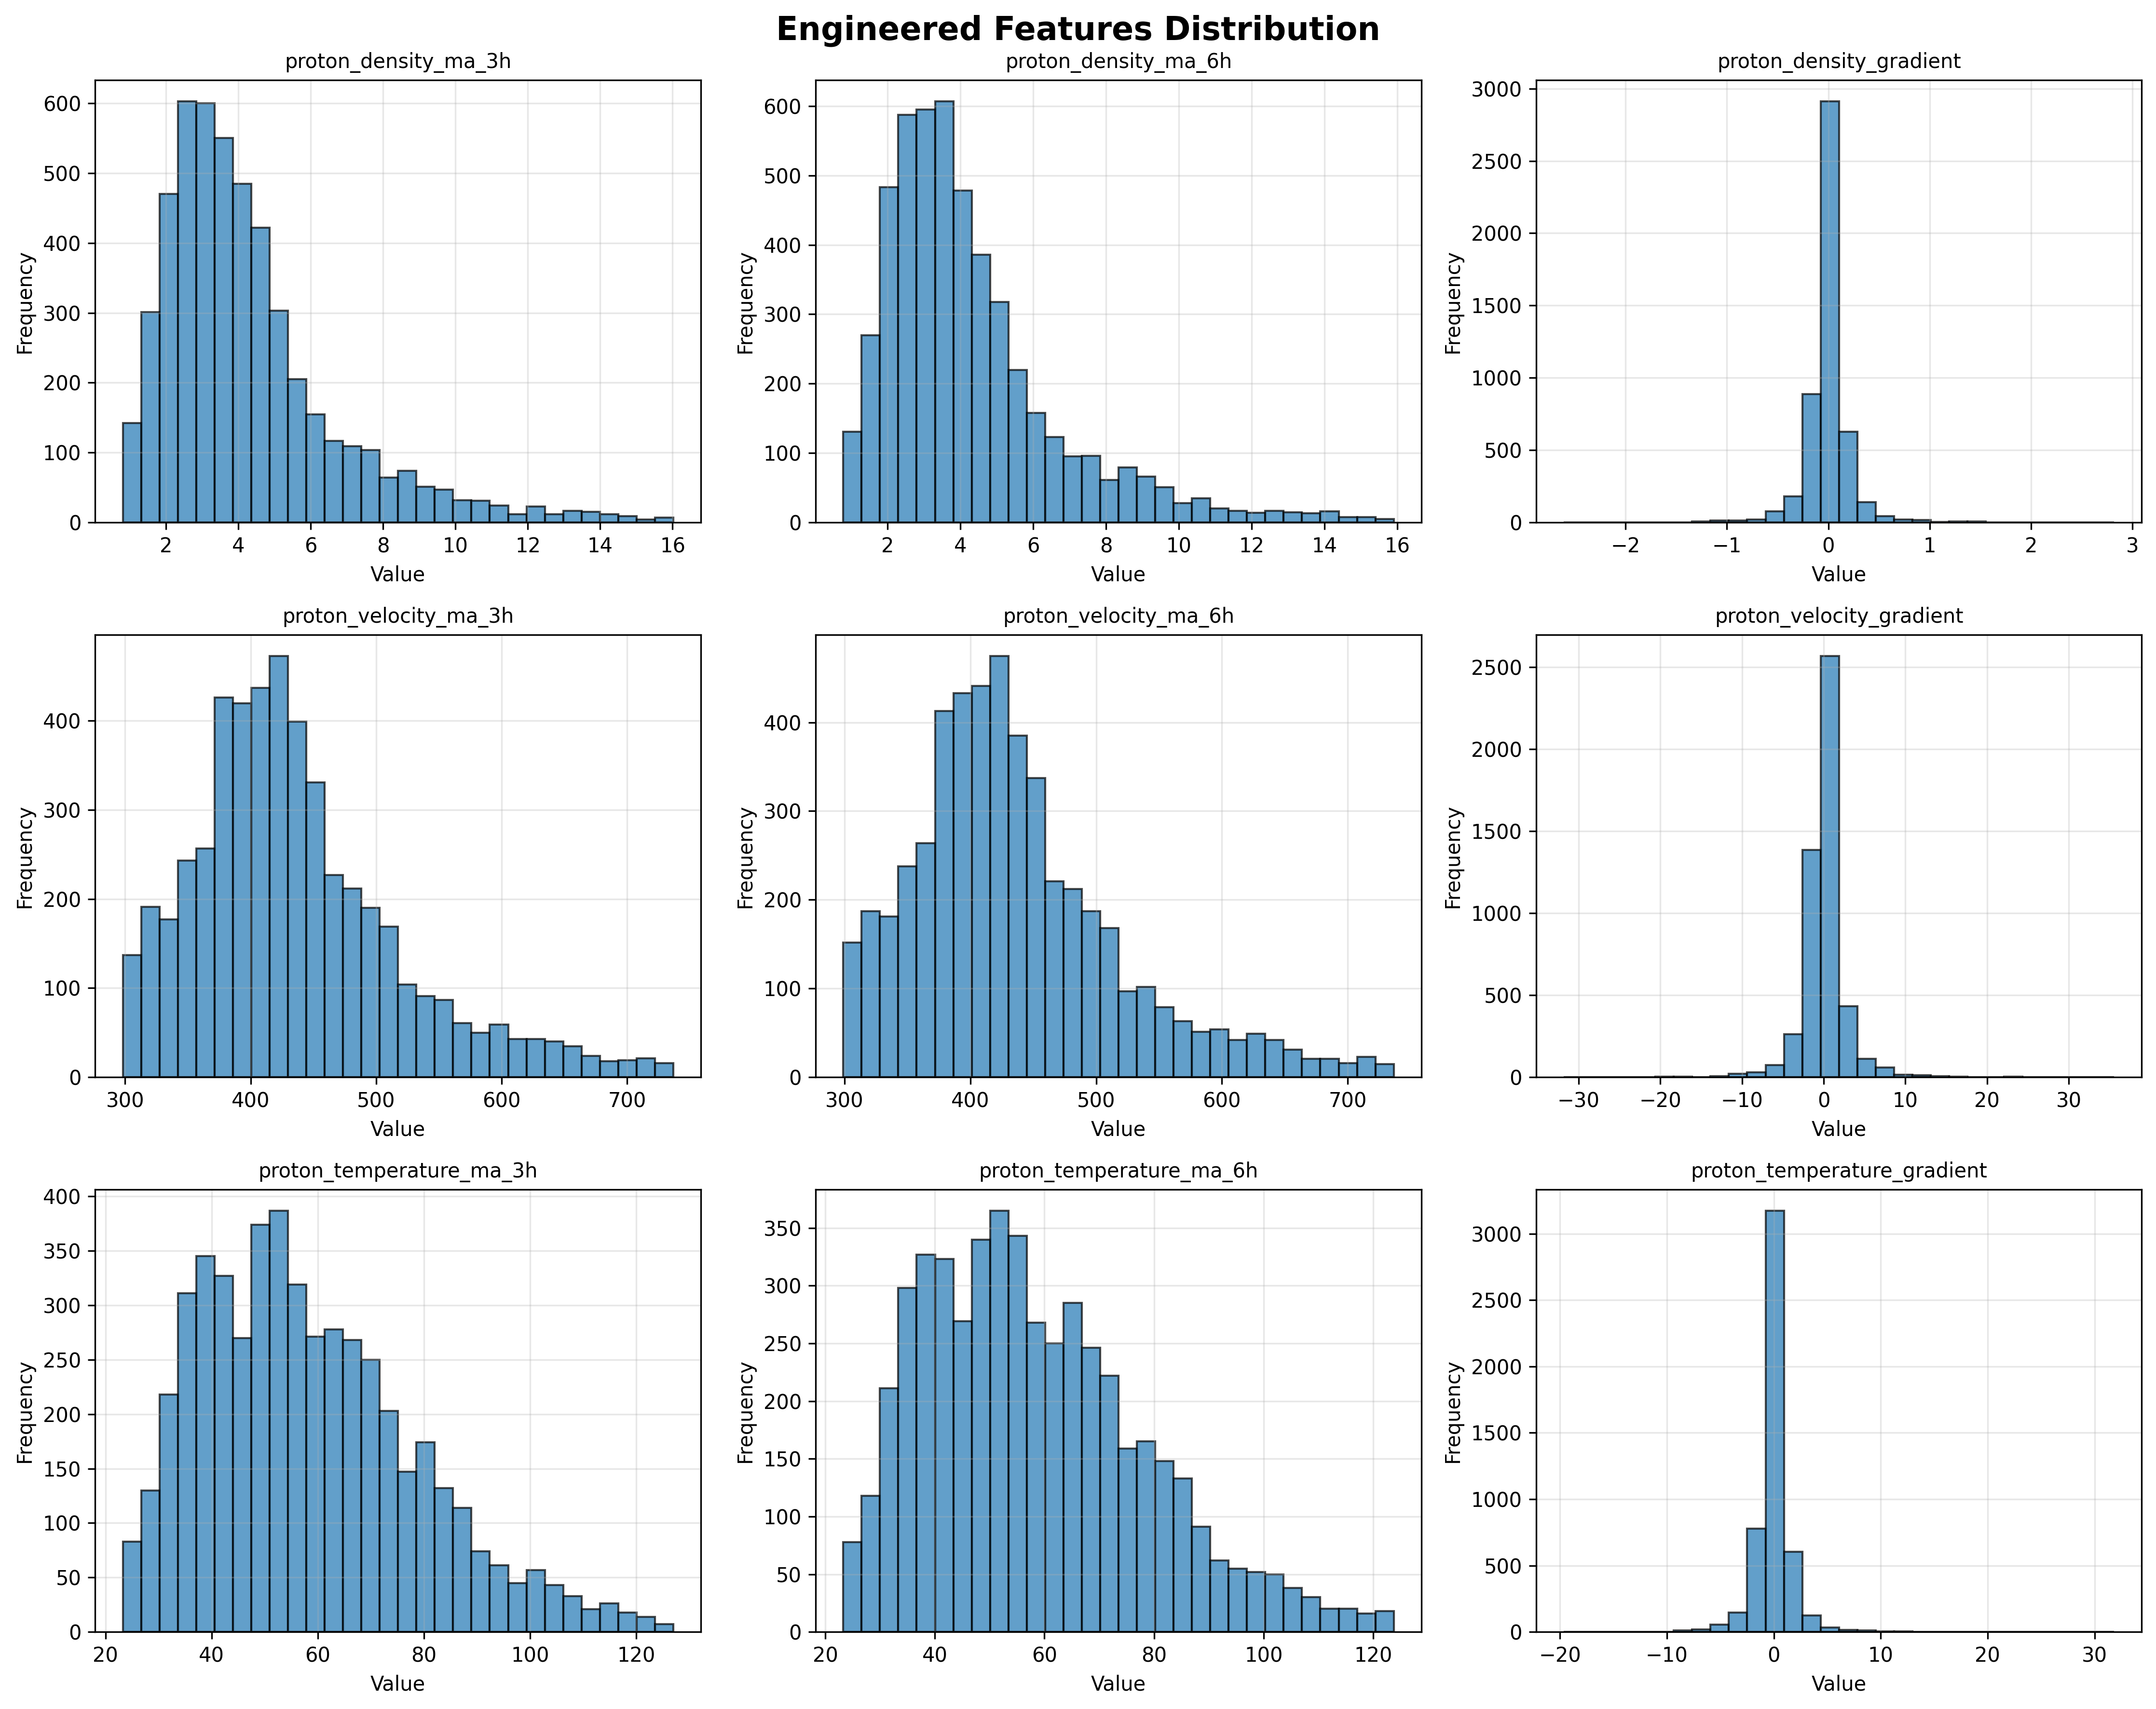 Engineered Features Distribution
proton_density_ma_3h
600
500
400
300
200
100
0
Frequency
2 4 6 8 10 12 14 16
Value
proton_density_ma_6h
600
500
400
300
200
100
0
Frequency
2 4 6 8 10 12 14 16
Value
proton_density_gradient
3000
2500
2000
1500
1000
500
0
Frequency
−2 −1 0 1 2 3
Value
proton_velocity_ma_3h
400
300
200
100
0
Frequency
300 400 500 600 700
Value
proton_velocity_ma_6h
400
300
200
100
0
Frequency
300 400 500 600 700
Value
proton_velocity_gradient
2500
2000
1500
1000
500
0
Frequency
−30 −20 −10 0 10 20 30
Value
proton_temperature_ma_3h
400
350
300
250
200
150
100
50
0
Frequency
20 40 60 80 100 120
Value
proton_temperature_ma_6h
350
300
250
200
150
100
50
0
Frequency
20 40 60 80 100 120
Value
proton_temperature_gradient
3000
2500
2000
1500
1000
500
0
Frequency
−20 −10 0 10 20 30
Value